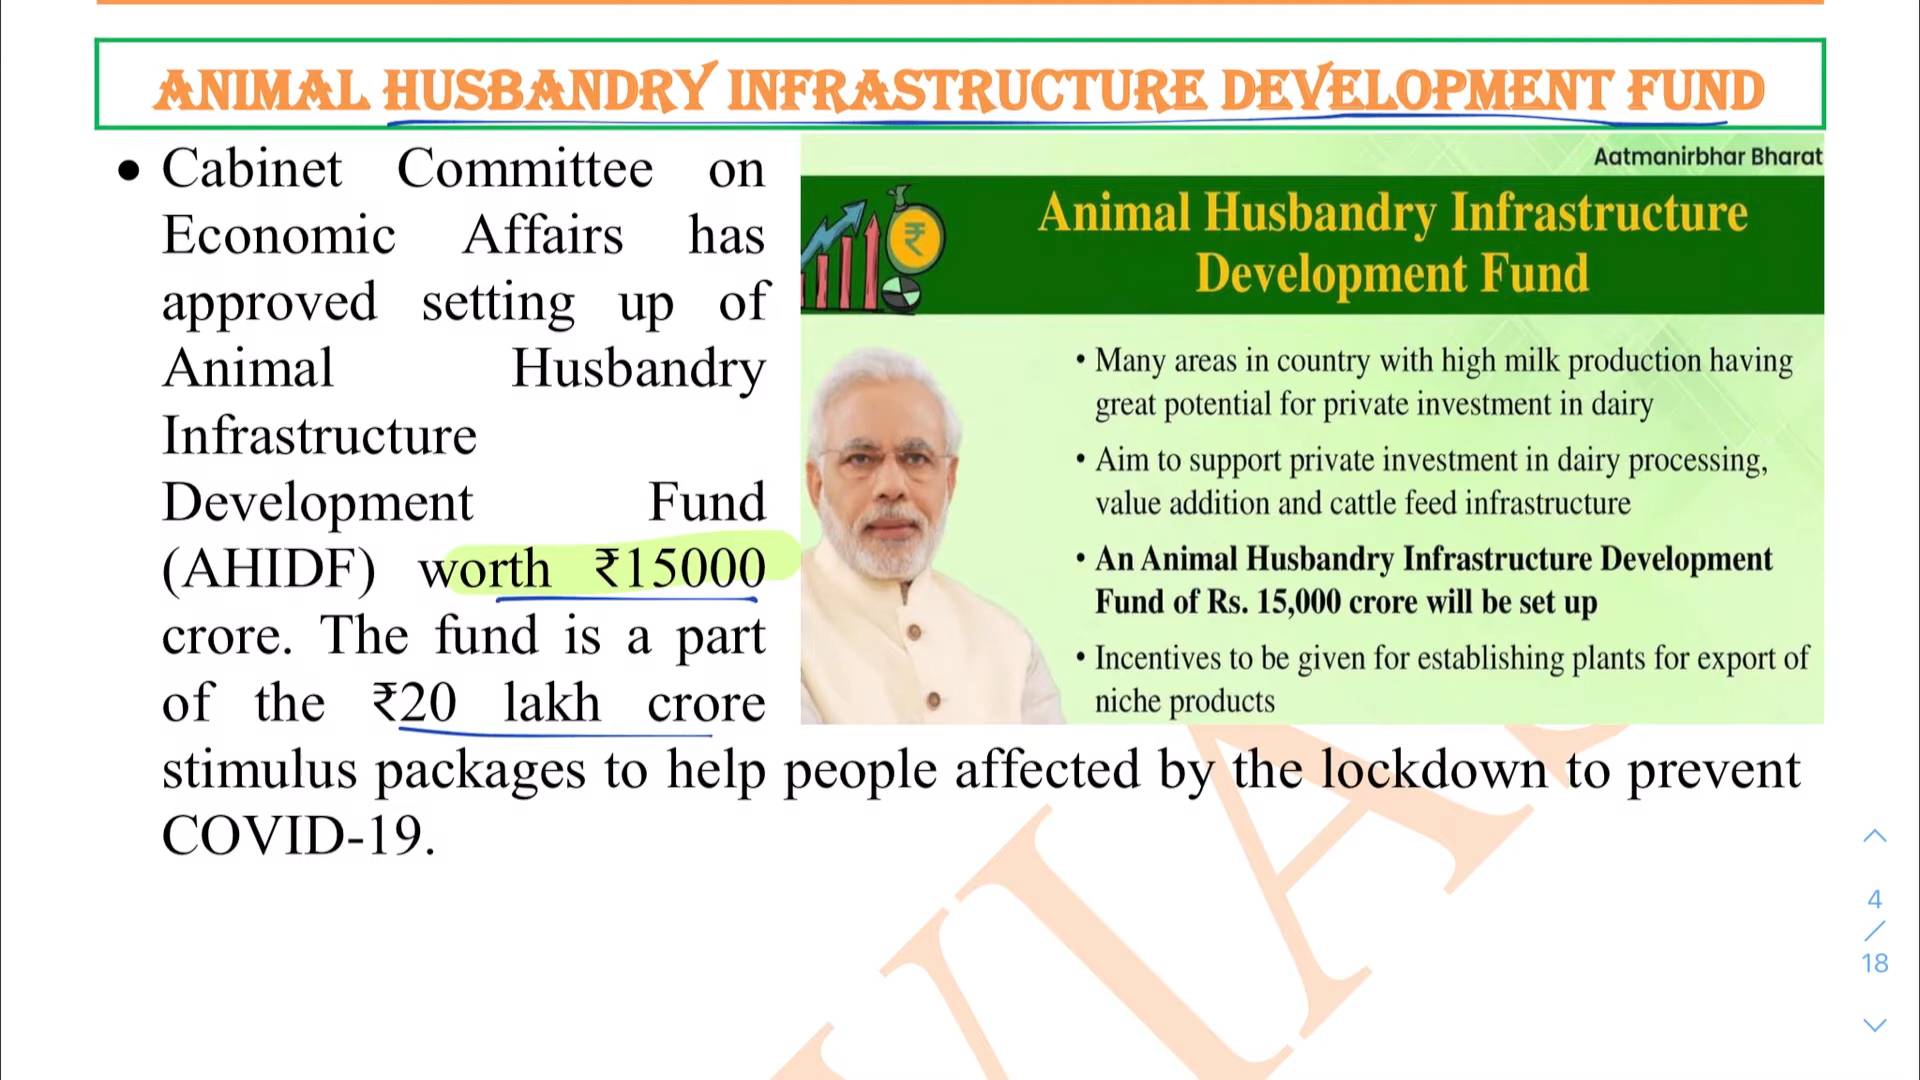 ANIMAL HUSBANDRY INFRASTRUCTURE DEVELOPMENT FUND
• Cabinet Committee on
Economic Affairs has
approved setting up of
Animal Husbandry
Infrastructure
Development Fund
(AHIDF) worth ₹15000
crore. The fund is a part
of the ₹20 lakh crore
stimulus packages to help people affected by the lockdown to prevent
COVID-19.
Aatmanirbhar Bharat
₹
Animal Husbandry Infrastructure
Development Fund
• Many areas in country with high milk production having
great potential for private investment in dairy
• Aim to support private investment in dairy processing,
value addition and cattle feed infrastructure
• An Animal Husbandry Infrastructure Development
Fund of Rs. 15,000 crore will be set up
• Incentives to be given for establishing plants for export of
niche products
4
/
18